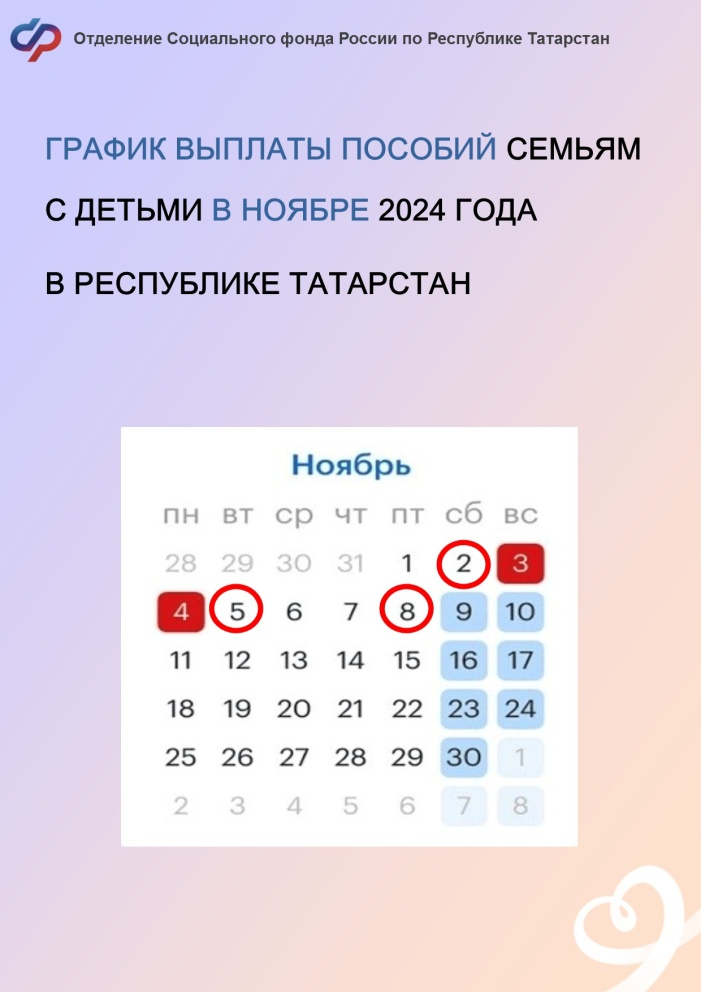 Отделение Социального фонда России по Республике Татарстан
ГРАФИК ВЫПЛАТЫ ПОСОБИЙ СЕМЬЯМ
С ДЕТЬМИ В НОЯБРЕ 2024 ГОДА
В РЕСПУБЛИКЕ ТАТАРСТАН
Ноябрь
пн вт ср чт пт сб вс
28 29 30 31 1 2 3
4 5 6 7 8 9 10
11 12 13 14 15 16 17
18 19 20 21 22 23 24
25 26 27 28 29 30 1
2 3 4 5 6 7 8